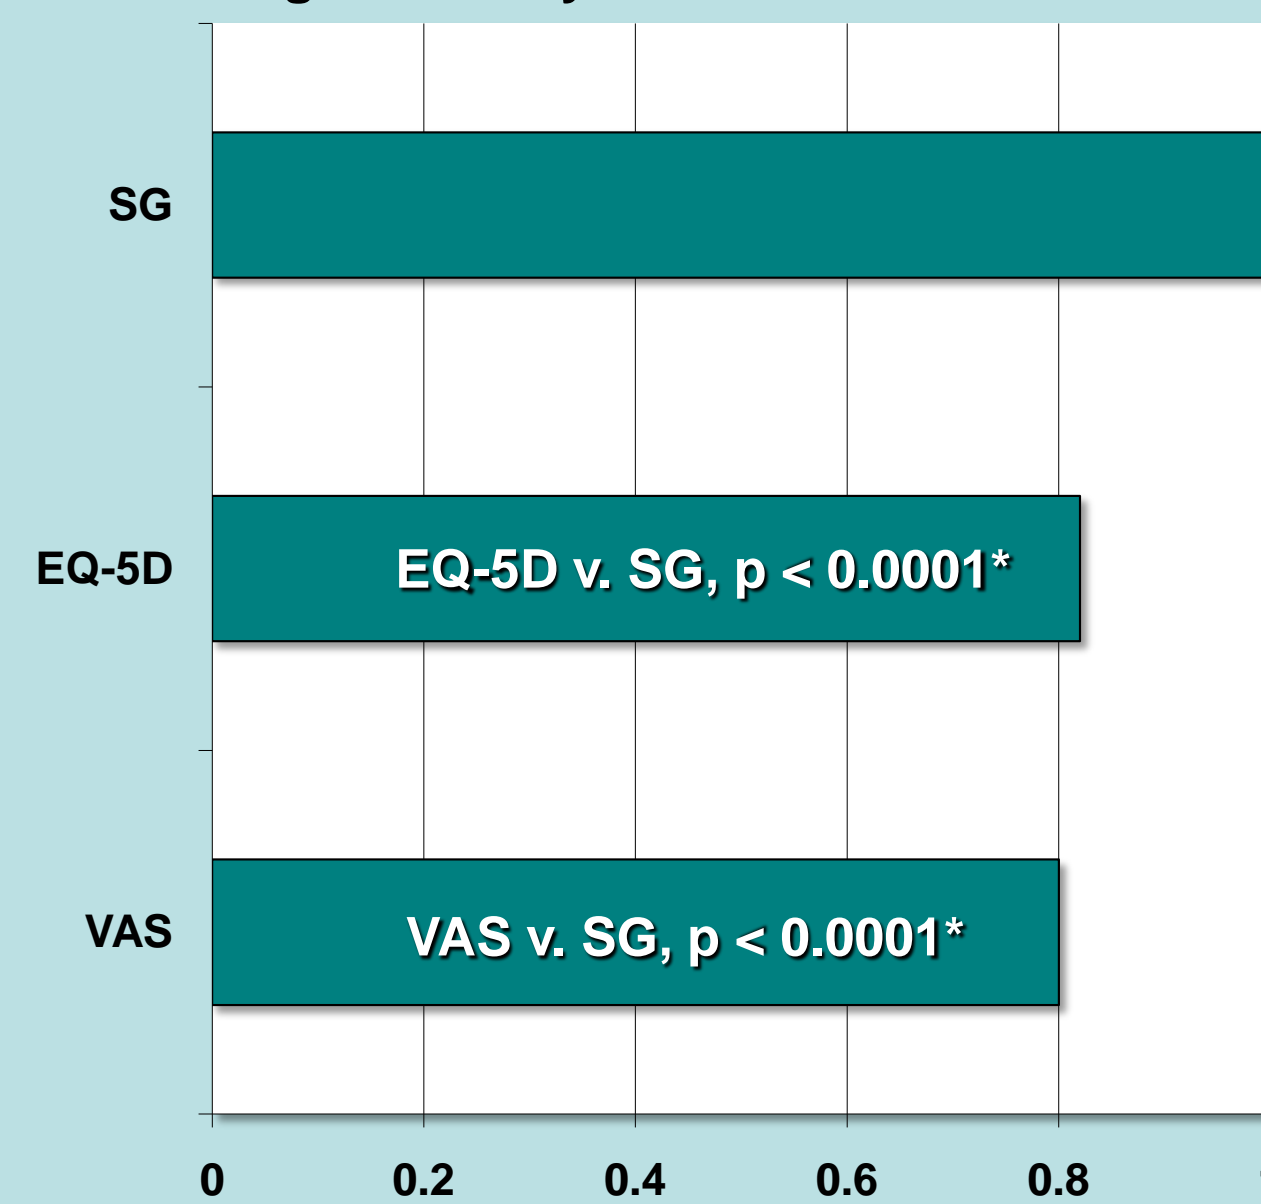 SG
EQ-5D
EQ-5D v. SG, p < 0.0001*
VAS
VAS v. SG, p < 0.0001*
0 0.2 0.4 0.6 0.8